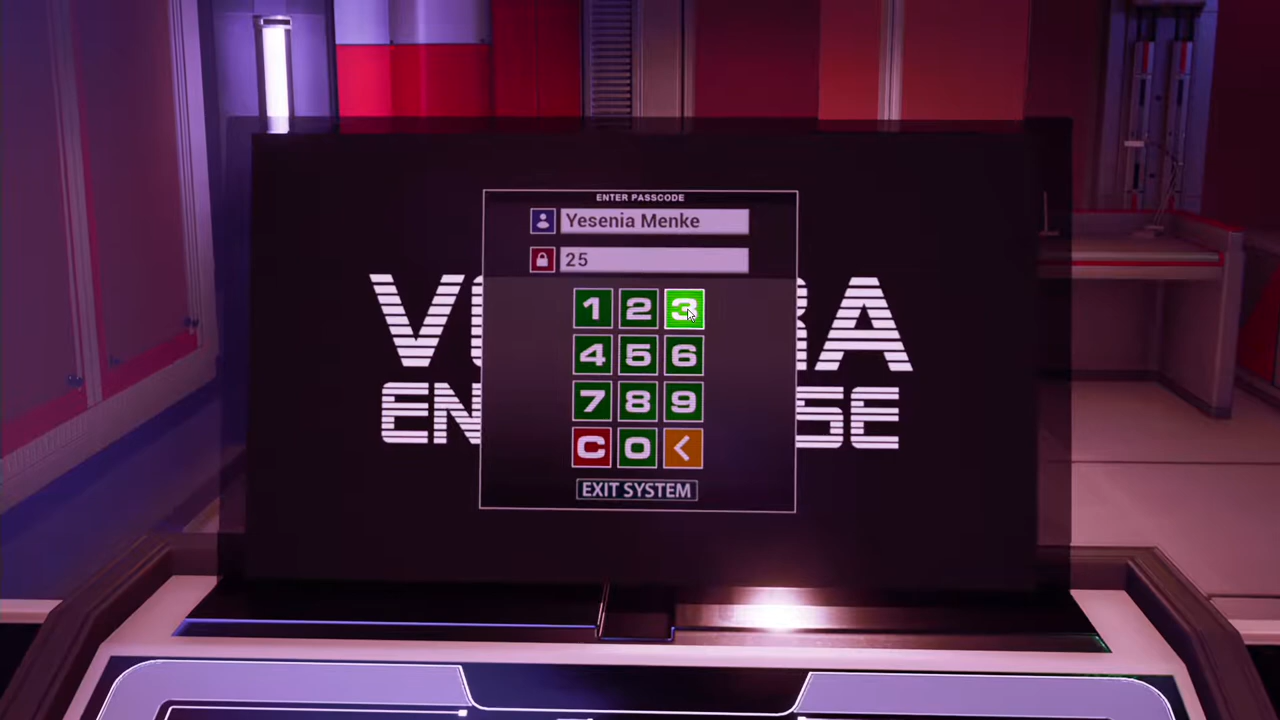 ENTER PASSCODE
Yesenia Menke
25
1 2 3
4 5 6
7 8 9
C 0 <
EXIT SYSTEM